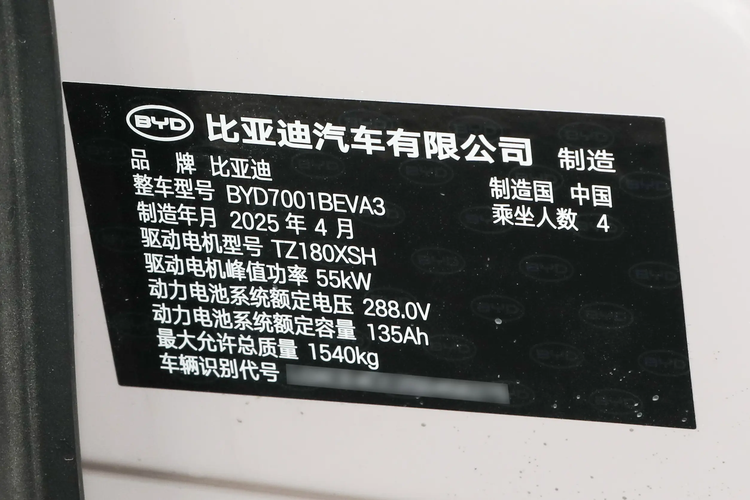 BYD 比亚迪汽车有限公司 制造
品 牌 比亚迪
制造国 中国
整车型号 BYD7001BEVA3
乘坐人数 4
制造年月 2025 年 4 月
驱动电机型号 TZ180XSH
驱动电机峰值功率 55kW
动力电池系统额定电压 288.0V
动力电池系统额定容量 135Ah
最大允许总质量 1540kg
车辆识别代号